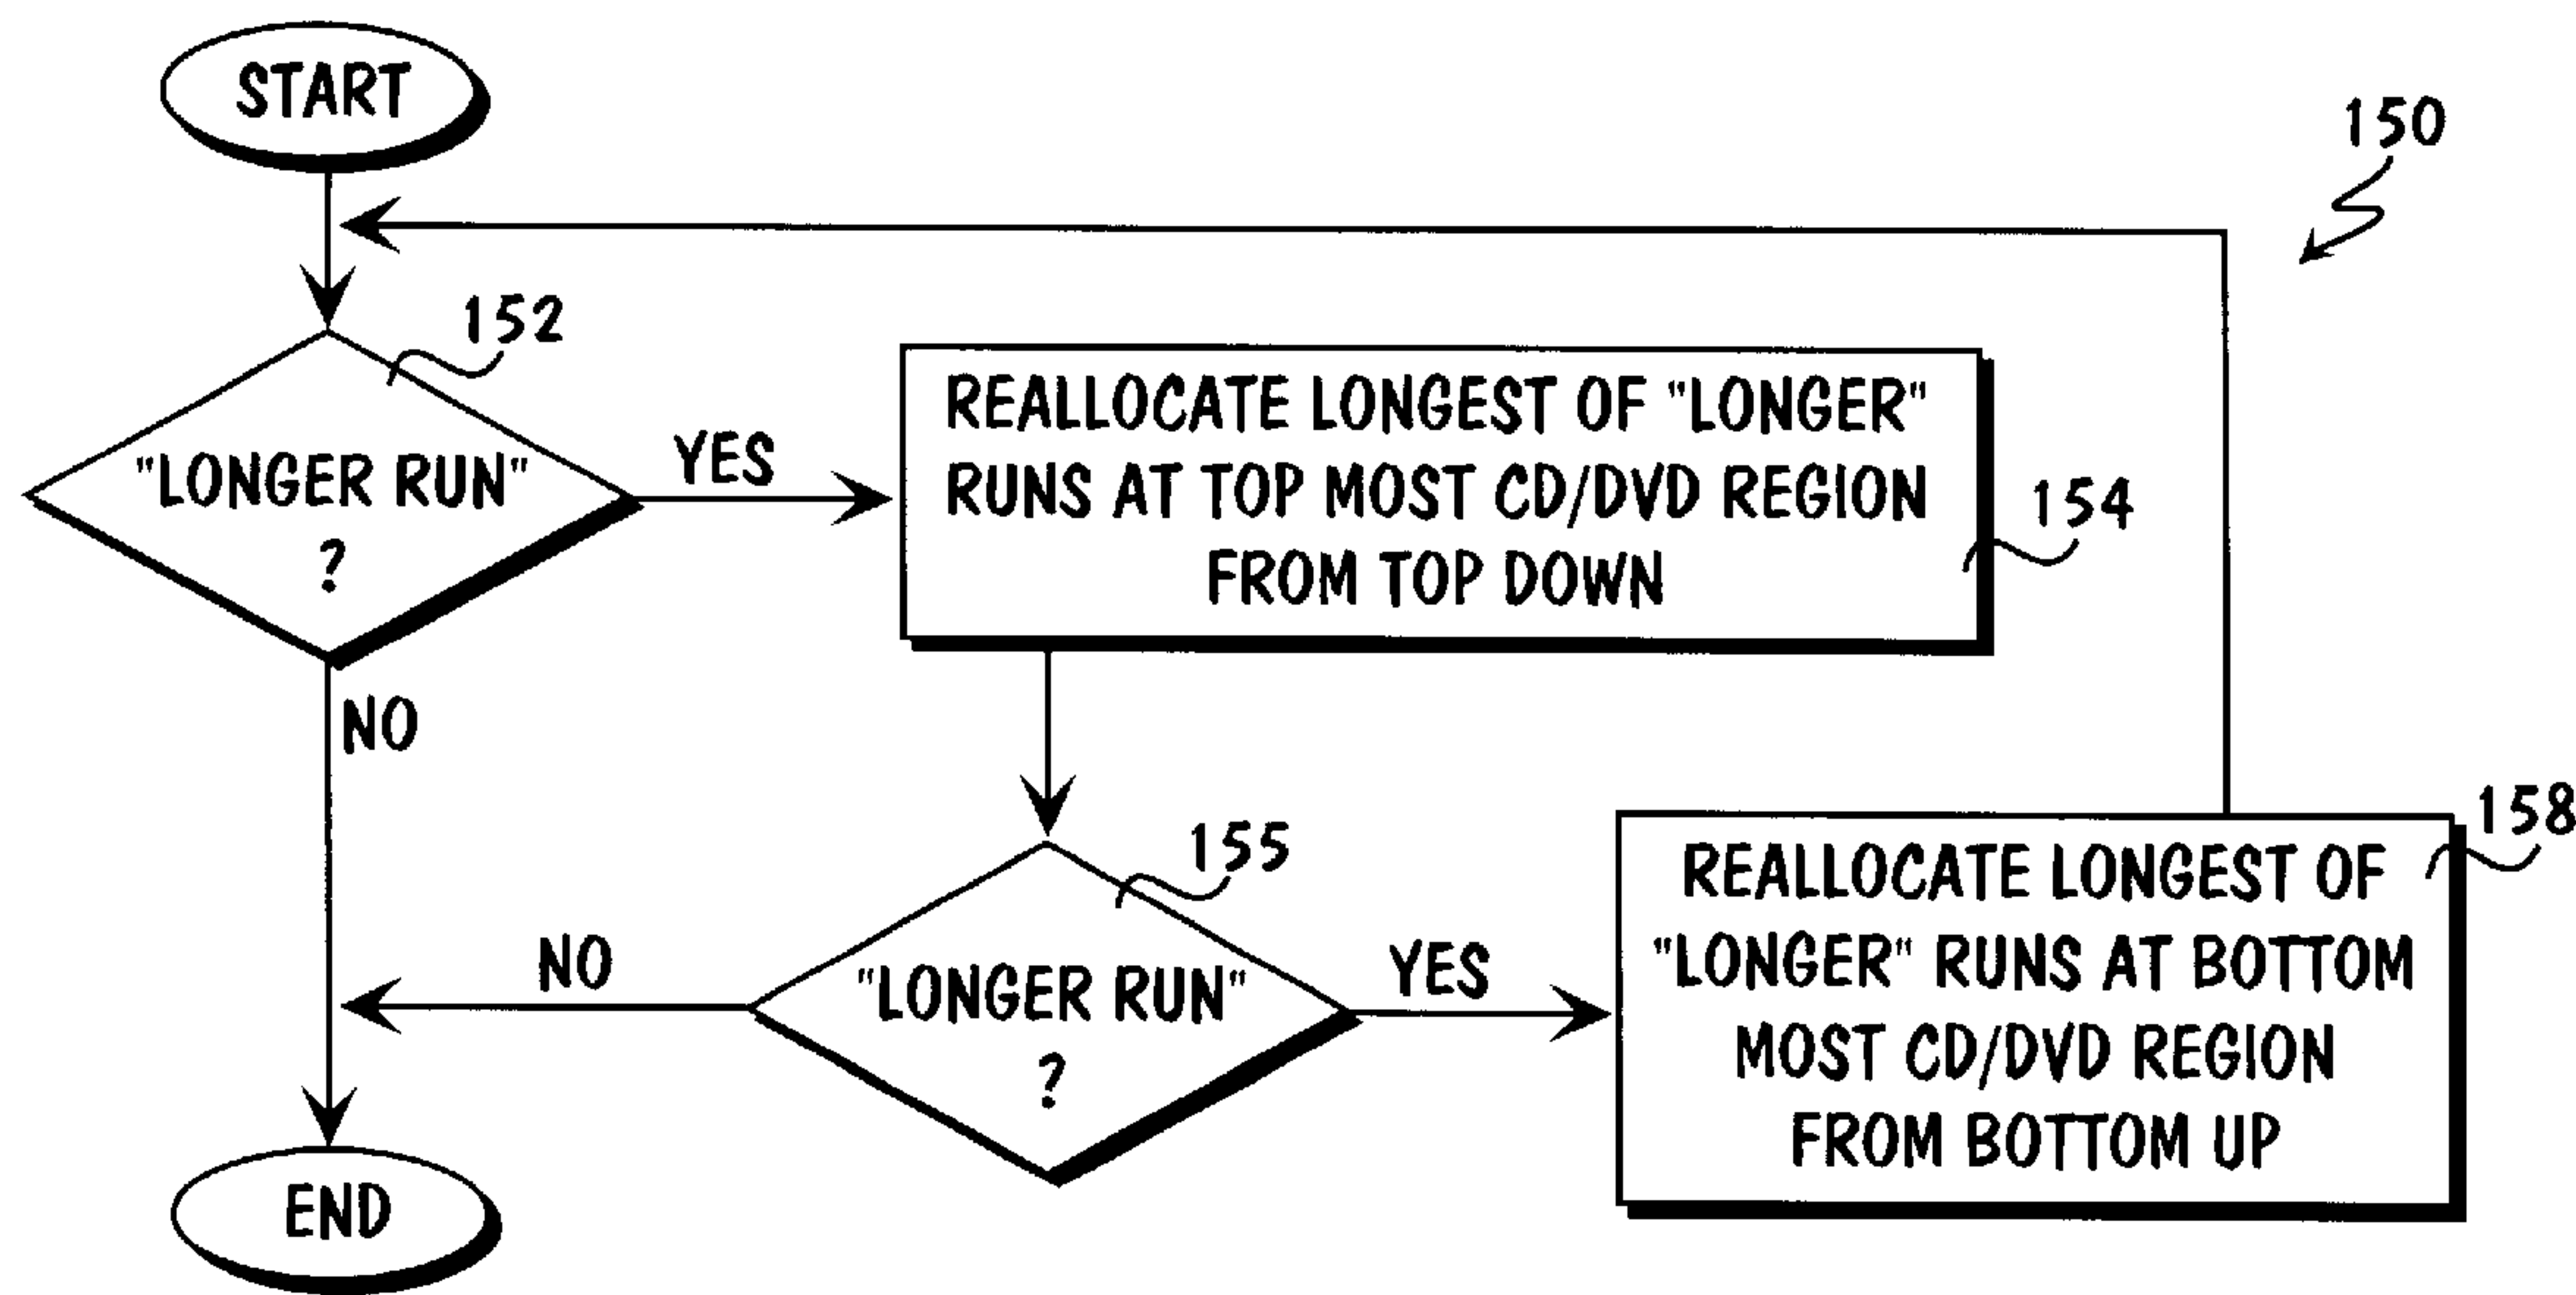 START
150
152
"LONGER RUN"
?
YES
REALLOCATE LONGEST OF "LONGER"
RUNS AT TOP MOST CD/DVD REGION
FROM TOP DOWN
154
NO
155
"LONGER RUN"
?
NO
YES
158
REALLOCATE LONGEST OF
"LONGER" RUNS AT BOTTOM
MOST CD/DVD REGION
FROM BOTTOM UP
END